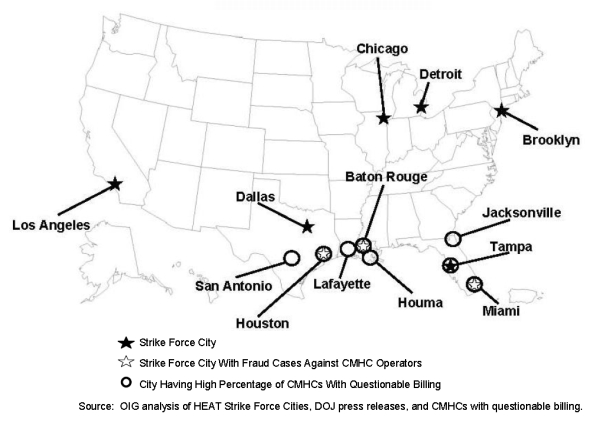 Chicago
Detroit
Brooklyn
Baton Rouge
Dallas
Los Angeles
Jacksonville
Tampa
San Antonio
Lafayette
Houma
Miami
Houston
Strike Force City
Strike Force City With Fraud Cases Against CMHC Operators
City Having High Percentage of CMHCs With Questionable Billing
Source: OIG analysis of HEAT Strike Force Cities, DOJ press releases, and CMHCs with questionable billing.